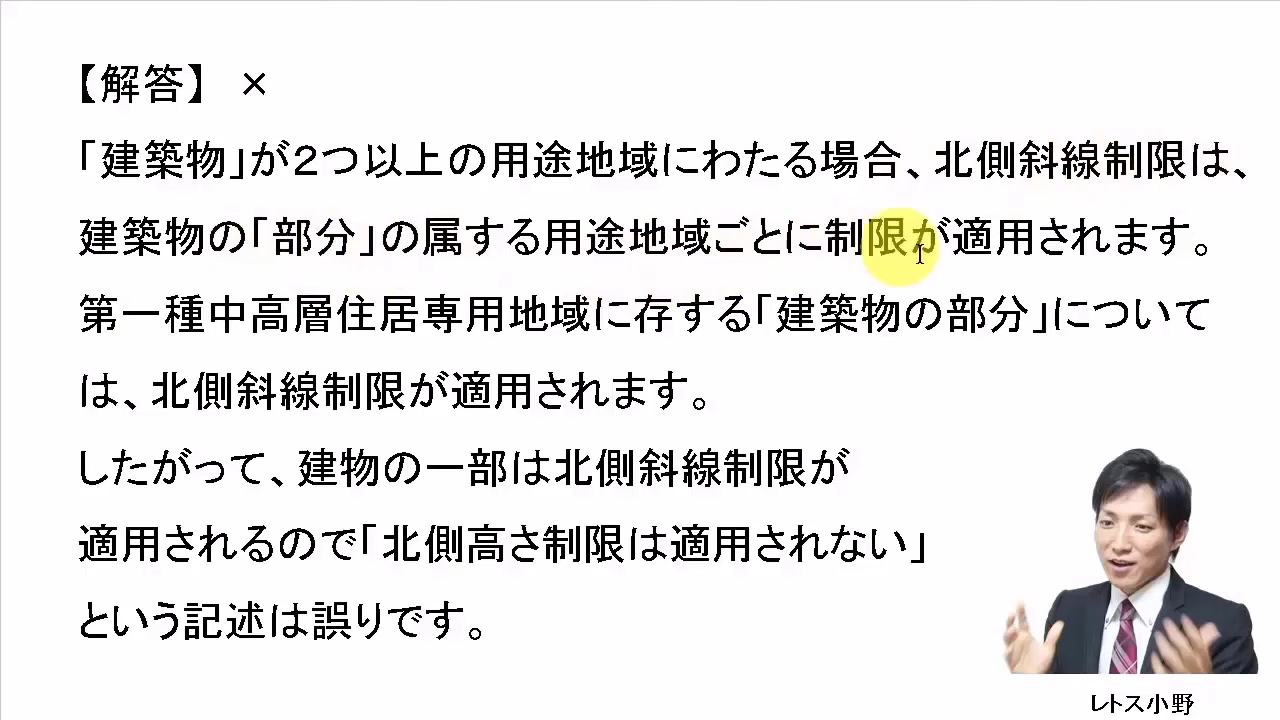 【解答】 ×
「建築物」が２つ以上の用途地域にわたる場合、北側斜線制限は、
建築物の「部分」の属する用途地域ごとに制限が適用されます。
第一種中高層住居専用地域に存する「建築物の部分」について
は、北側斜線制限が適用されます。
したがって、建物の一部は北側斜線制限が
適用されるので「北側高さ制限は適用されない」
という記述は誤りです。
レトス小野